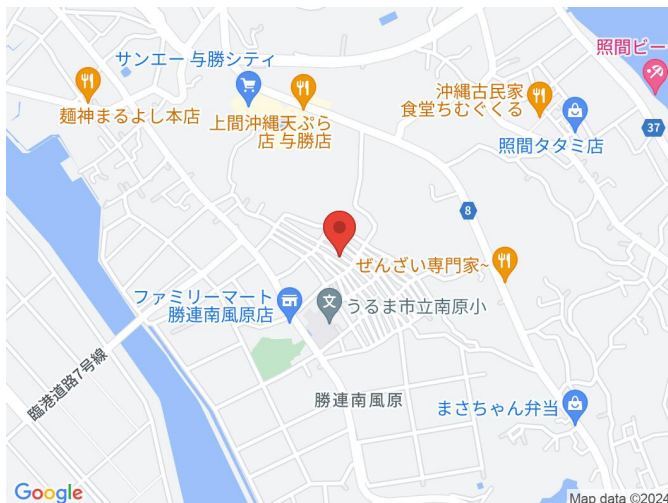 サンエー 与勝シティ
照間ビー
麺神まるよし本店
上間沖縄天ぷら
店 与勝店
沖縄古民家
食堂ちむぐくる
照間タタミ店
37
8
ぜんざい専門家~
ファミリーマート
勝連南風原店
文
うるま市立南原小
臨港道路7号線
勝連南風原
まさちゃん弁当
Google
Map data ©2024